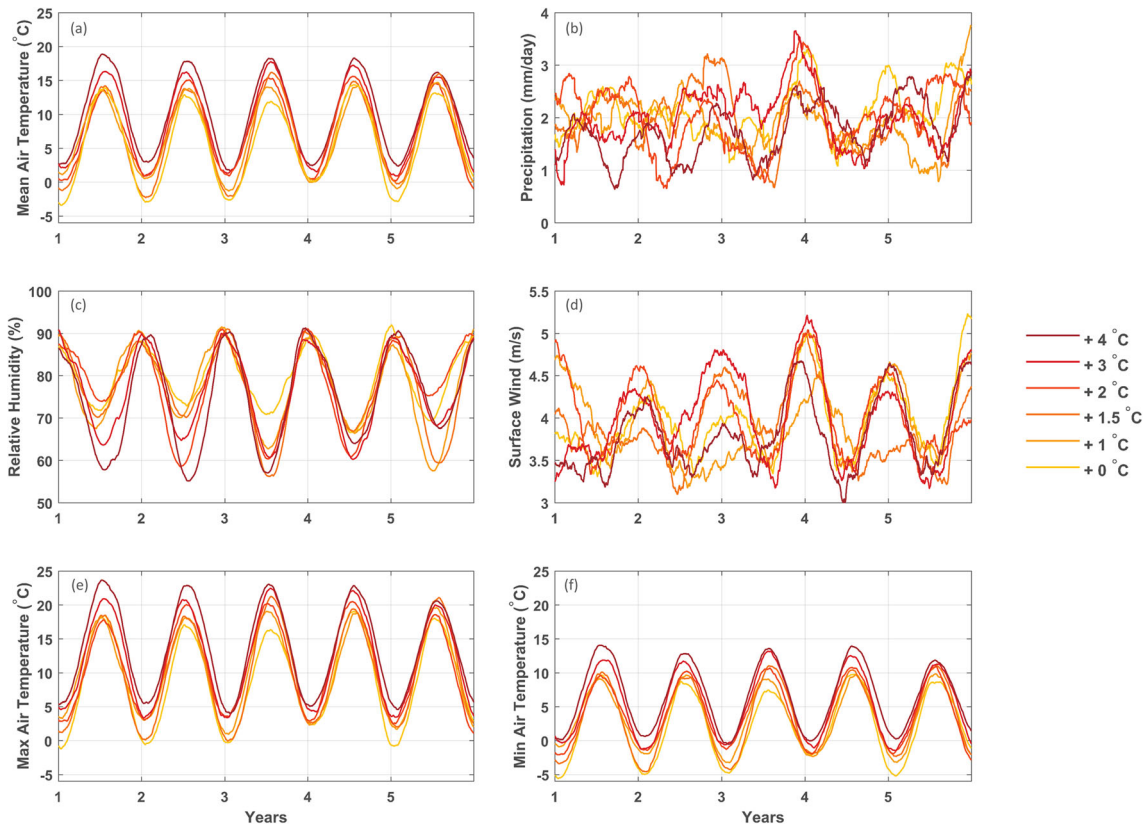 (a)
Mean Air Temperature (°C)
25
20
15
10
5
0
-5
1 2 3 4 5
(b)
Precipitation (mm/day)
4
3
2
1
0
1 2 3 4 5
(c)
Relative Humidity (%)
100
90
80
70
60
50
1 2 3 4 5
(d)
Surface Wind (m/s)
5.5
5
4.5
4
3.5
3
1 2 3 4 5
+ 4 °C
+ 3 °C
+ 2 °C
+ 1.5 °C
+ 1 °C
+ 0 °C
(e)
Max Air Temperature (°C)
25
20
15
10
5
0
-5
1 2 3 4 5
Years
(f)
Min Air Temperature (°C)
25
20
15
10
5
0
-5
1 2 3 4 5
Years